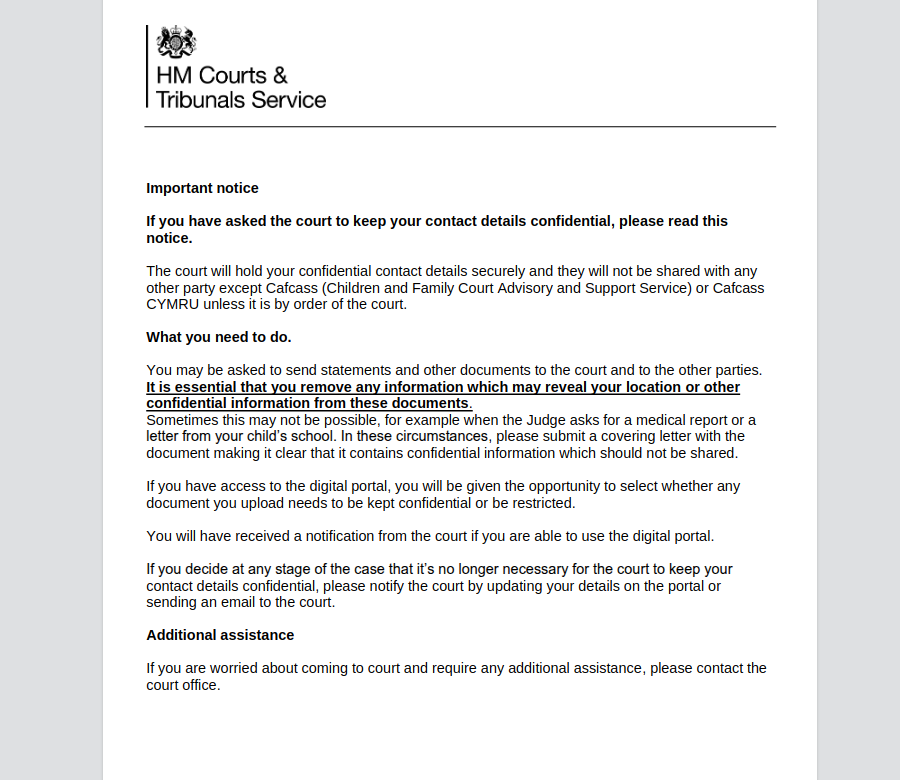 HM Courts &
Tribunals Service
Important notice
If you have asked the court to keep your contact details confidential, please read this
notice.
The court will hold your confidential contact details securely and they will not be shared with any
other party except Cafcass (Children and Family Court Advisory and Support Service) or Cafcass
CYMRU unless it is by order of the court.
What you need to do.
You may be asked to send statements and other documents to the court and to the other parties.
It is essential that you remove any information which may reveal your location or other
confidential information from these documents.
Sometimes this may not be possible, for example when the Judge asks for a medical report or a
letter from your child’s school. In these circumstances, please submit a covering letter with the
document making it clear that it contains confidential information which should not be shared.
If you have access to the digital portal, you will be given the opportunity to select whether any
document you upload needs to be kept confidential or be restricted.
You will have received a notification from the court if you are able to use the digital portal.
If you decide at any stage of the case that it’s no longer necessary for the court to keep your
contact details confidential, please notify the court by updating your details on the portal or
sending an email to the court.
Additional assistance
If you are worried about coming to court and require any additional assistance, please contact the
court office.